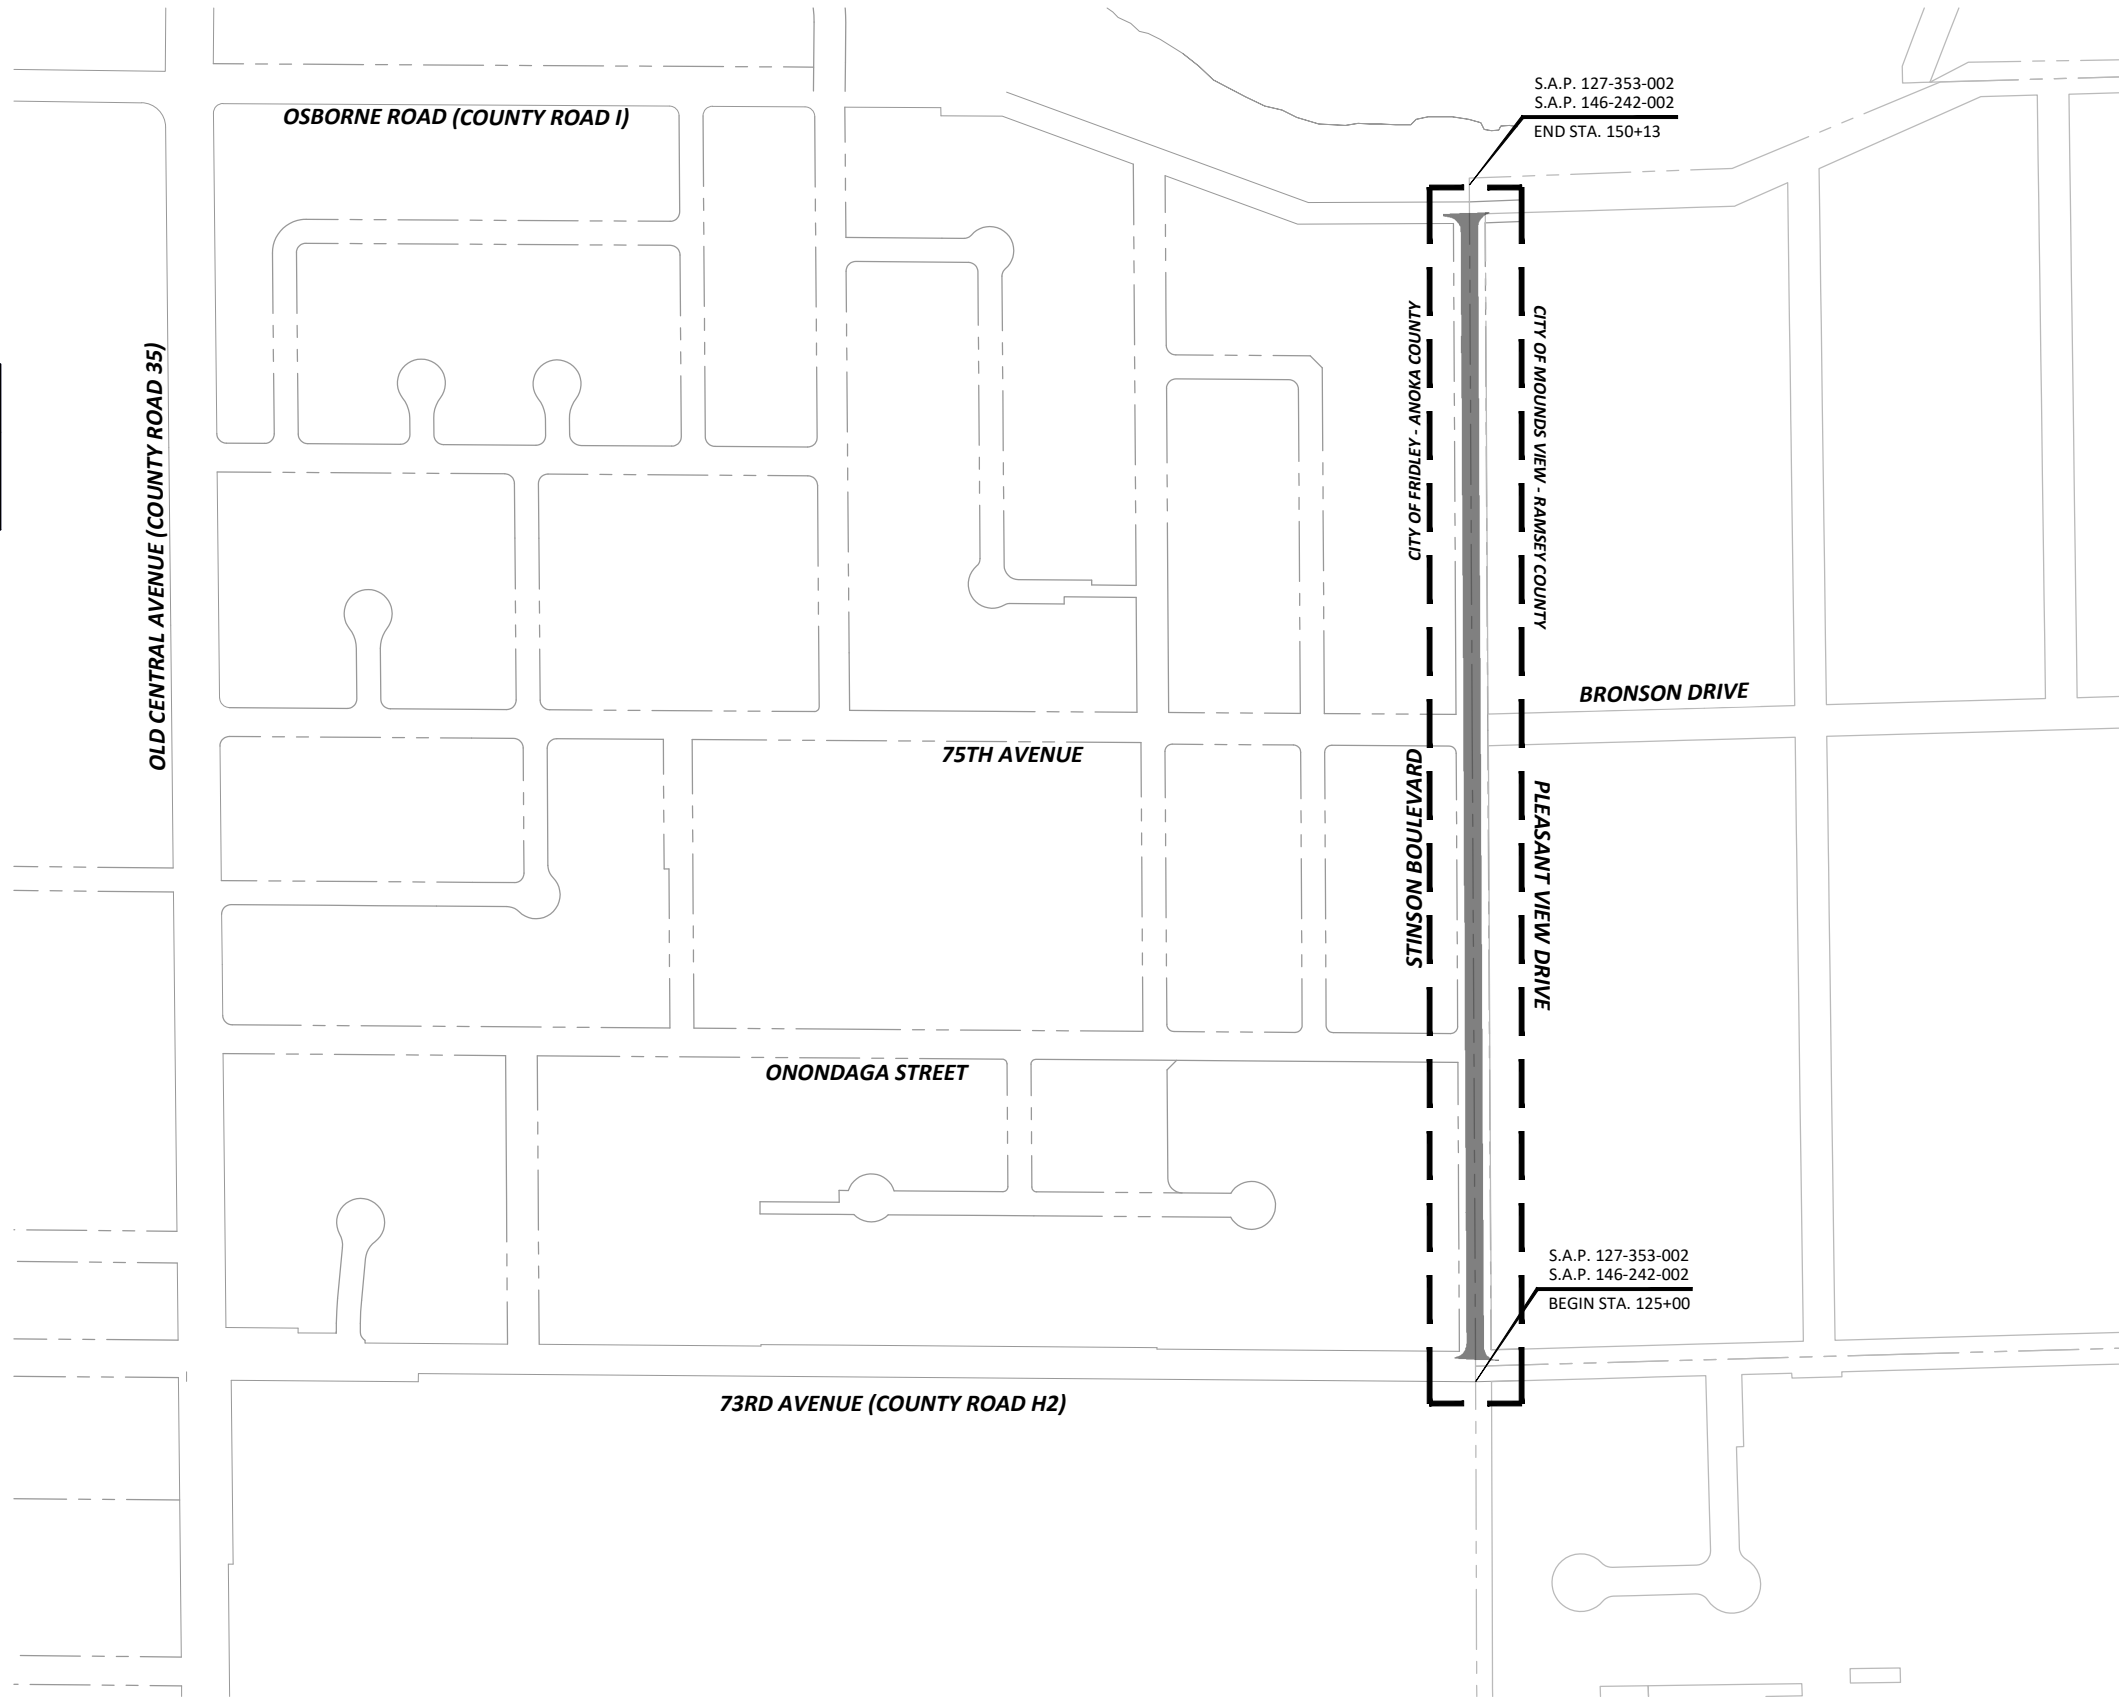 S.A.P. 127-353-002
S.A.P. 146-242-002
END STA. 150+13
OSBORNE ROAD (COUNTY ROAD I)
OLD CENTRAL AVENUE (COUNTY ROAD 35)
CITY OF FRIDLEY - ANOKA COUNTY
CITY OF MOUNDS VIEW - RAMSEY COUNTY
BRONSON DRIVE
75TH AVENUE
STINSON BOULEVARD
PLEASANT VIEW DRIVE
ONONDAGA STREET
S.A.P. 127-353-002
S.A.P. 146-242-002
BEGIN STA. 125+00
73RD AVENUE (COUNTY ROAD H2)